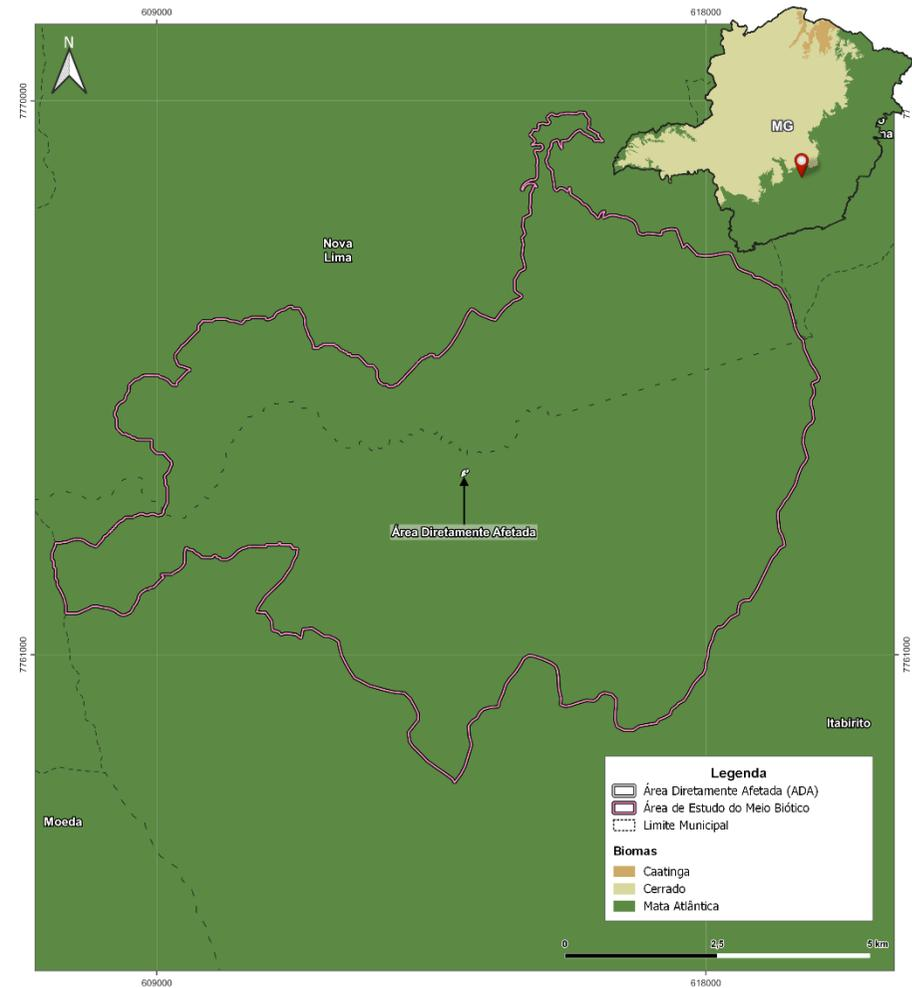 609000
618000
N
7770000
7
MG
na
Nova
Lima
Área Diretamente Afetada
7761000
7761000
Itabirito
Moeda
Legenda
Área Diretamente Afetada (ADA)
Área de Estudo do Meio Biótico
Limite Municipal
Biomas
Caatinga
Cerrado
Mata Atlântica
0
2,5
5 km
609000
618000